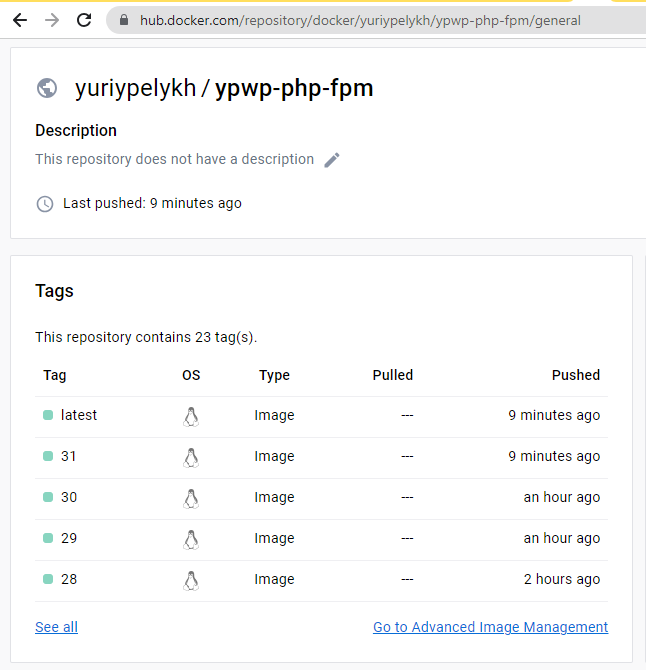 hub.docker.com/repository/docker/yuriypelykh/ypwp-php-fpm/general
yuriypelykh / ypwp-php-fpm
Description
This repository does not have a description
Last pushed: 9 minutes ago
Tags
This repository contains 23 tag(s).
Tag OS Type Pulled Pushed
latest Image --- 9 minutes ago
31 Image --- 9 minutes ago
30 Image --- an hour ago
29 Image --- an hour ago
28 Image --- 2 hours ago
See all Go to Advanced Image Management